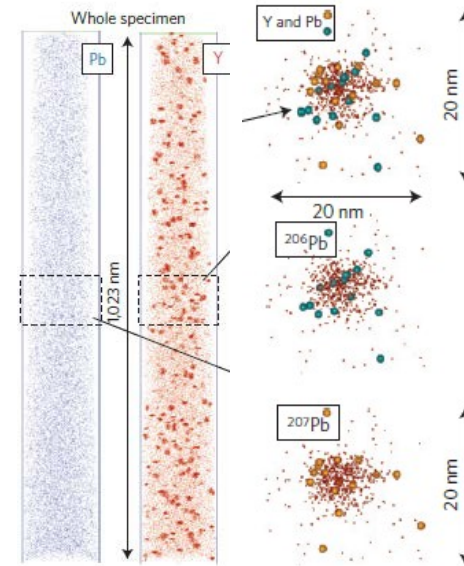 Whole specimen
Pb
Y
1,023 nm
Y and Pb
20 nm
20 nm
²⁰⁶Pb
²⁰⁷Pb
20 nm